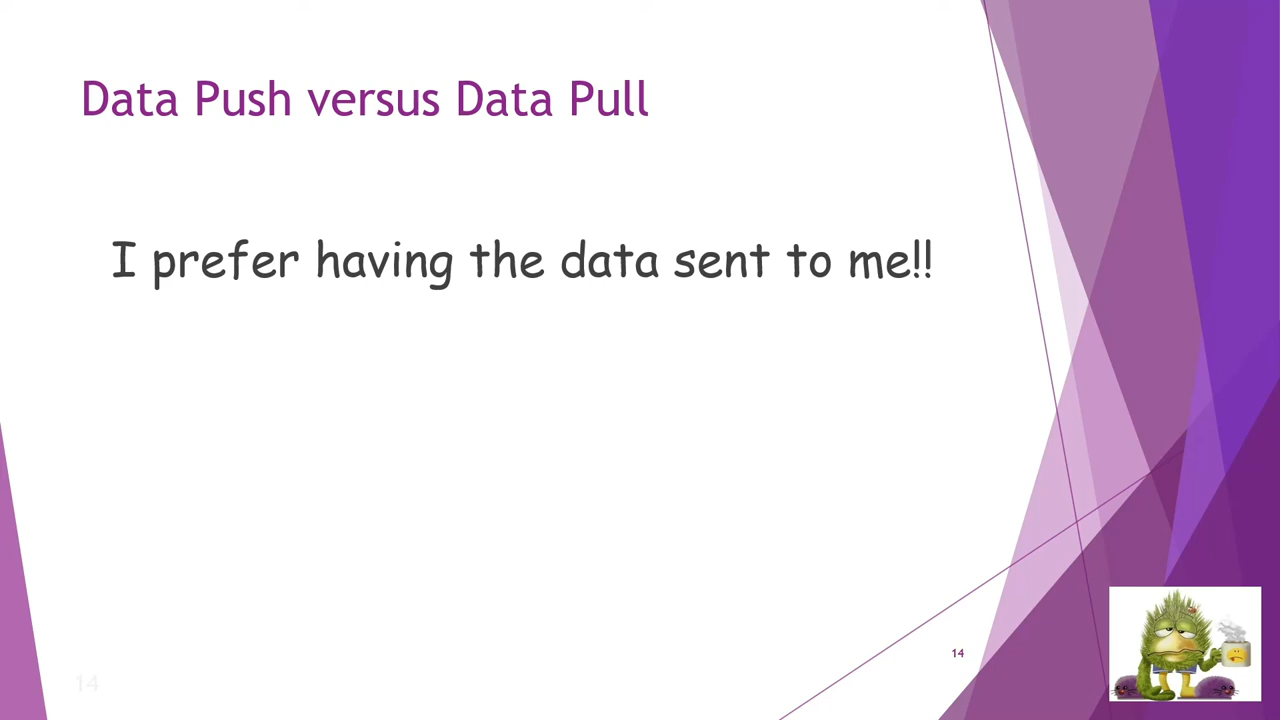 Data Push versus Data Pull
I prefer having the data sent to me!!
14
14